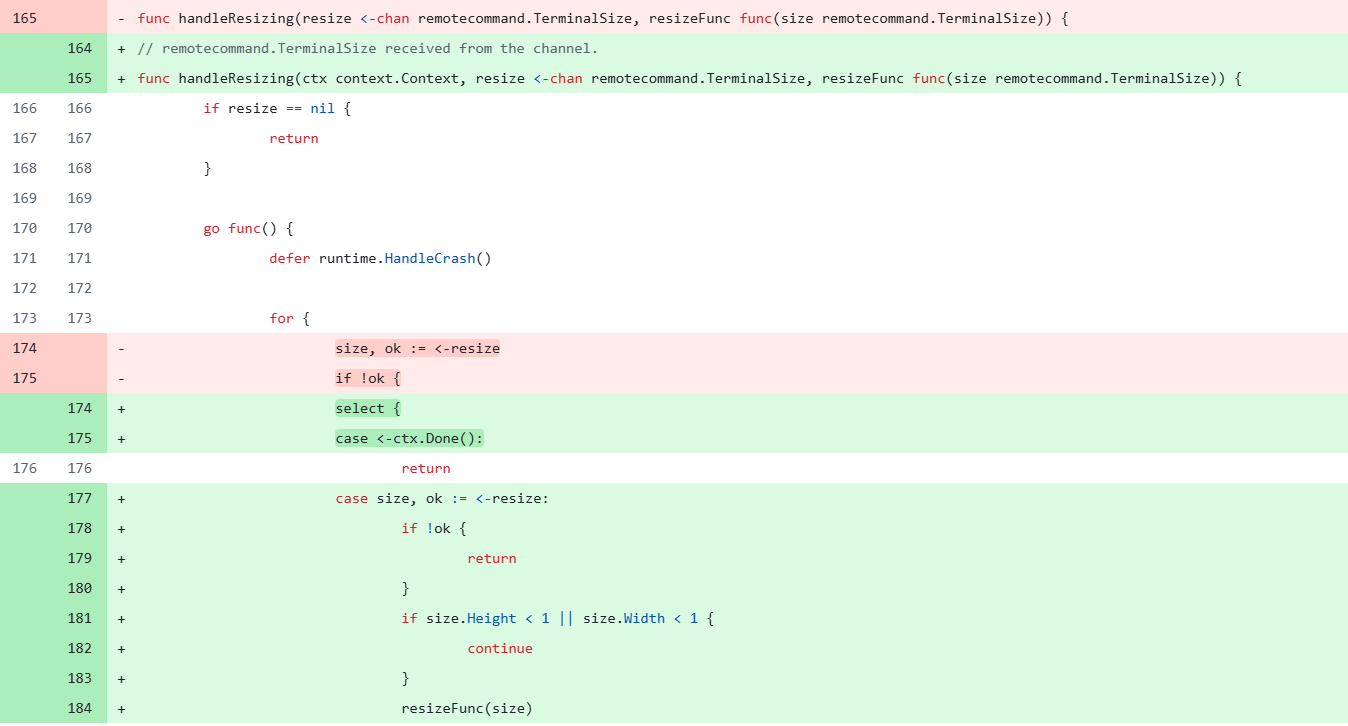 165 - func handleResizing(resize <-chan remotecommand.TerminalSize, resizeFunc func(size remotecommand.TerminalSize)) {
164 + // remotecommand.TerminalSize received from the channel.
165 + func handleResizing(ctx context.Context, resize <-chan remotecommand.TerminalSize, resizeFunc func(size remotecommand.TerminalSize)) {
166 166 if resize == nil {
167 167 return
168 168 }
169 169
170 170 go func() {
171 171 defer runtime.HandleCrash()
172 172
173 173 for {
174 - size, ok := <-resize
175 - if !ok {
174 + select {
175 + case <-ctx.Done():
176 176 return
177 + case size, ok := <-resize:
178 + if !ok {
179 + return
180 + }
181 + if size.Height < 1 || size.Width < 1 {
182 + continue
183 + }
184 + resizeFunc(size)